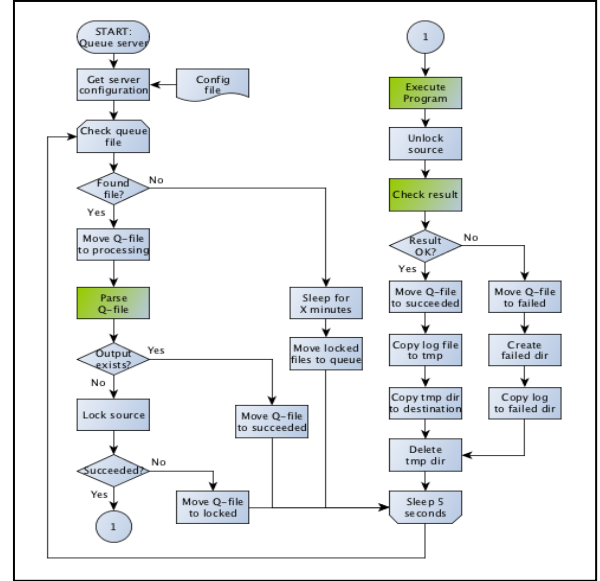 START:
Queue server
Get server
configuration
Config
file
Check queue
file
Found
file?
No
Yes
Move Q-file
to processing
Parse
Q-file
Output
exists?
Yes
No
Lock source
Succeeded?
No
Yes
1
Sleep for
X minutes
Move locked
files to queue
Move Q-file
to succeeded
Move Q-file
to locked
1
Execute
Program
Unlock
source
Check result
Result
OK?
No
Yes
Move Q-file
to succeeded
Copy log file
to tmp
Copy tmp dir
to destination
Move Q-file
to failed
Create
failed dir
Copy log
to failed dir
Delete
tmp dir
Sleep 5
seconds